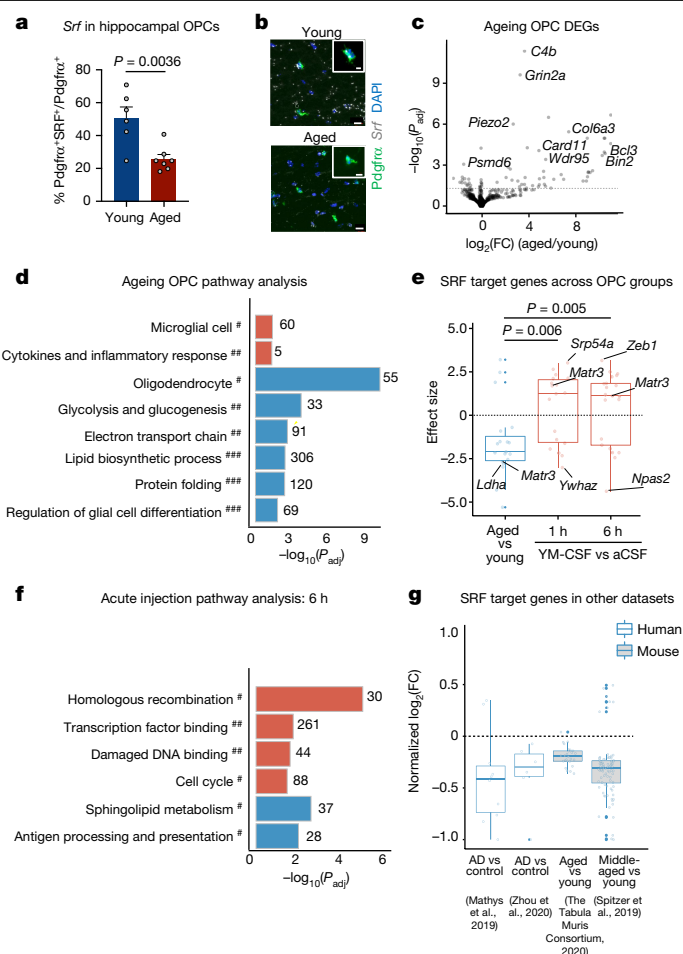 a
Srf in hippocampal OPCs
P = 0.0036
80
60
40
20
0
% Pdgfrα+SRF+/Pdgfrα+
Young Aged
b
Young
Aged
Pdgfrα Srf DAPI
c
Ageing OPC DEGs
C4b
Grin2a
Piezo2
Col6a3
Card11
Bcl3
Wdr95
Bin2
Psmd6
9
6
3
0
−log10(Padj)
0 4 8
log2(FC) (aged/young)
d
Ageing OPC pathway analysis
Microglial cell # 60
Cytokines and inflammatory response ## 5
Oligodendrocyte # 55
Glycolysis and glucogenesis ## 33
Electron transport chain ## 91
Lipid biosynthetic process ### 306
Protein folding ### 120
Regulation of glial cell differentiation ### 69
0 3 6 9
−log10(Padj)
e
SRF target genes across OPC groups
P = 0.005
P = 0.006
5.0
2.5
0
−2.5
−5.0
Effect size
Srp54a
Zeb1
Matr3
Matr3
Ldha
Matr3
Ywhaz
Npas2
Aged
vs
young
1 h
6 h
YM-CSF vs aCSF
f
Acute injection pathway analysis: 6 h
Homologous recombination # 30
Transcription factor binding ## 261
Damaged DNA binding ## 44
Cell cycle # 88
Sphingolipid metabolism # 37
Antigen processing and presentation # 28
0 2 4 6
−log10(Padj)
g
SRF target genes in other datasets
Human
Mouse
1.0
0.5
0
−0.5
−1.0
Normalized log2(FC)
AD vs
control
(Mathys
et al.,
2019)
AD vs
control
(Zhou et
al., 2020)
Aged
vs
young
(The
Tabula
Muris
Consortium,
2020)
Middle-
aged vs
young
(Spitzer et
al., 2019)